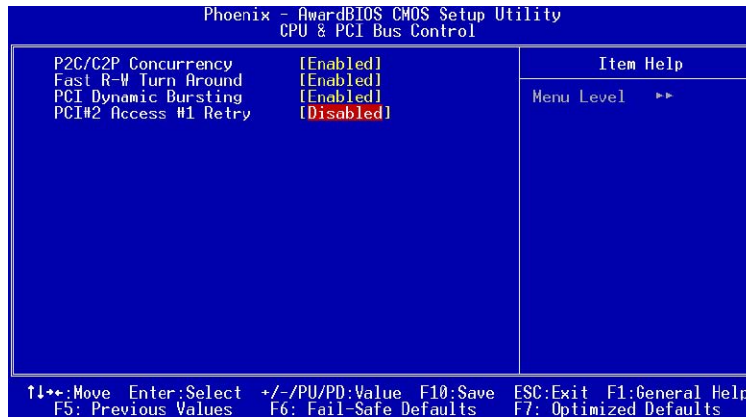 Phoenix - AwardBIOS CMOS Setup Utility
CPU & PCI Bus Control
P2C/C2P Concurrency [Enabled]
Fast R-W Turn Around [Enabled]
PCI Dynamic Bursting [Enabled]
PCI#2 Access #1 Retry [Disabled]
Item Help
Menu Level ►►
↑↓→←:Move Enter:Select +/-/PU/PD:Value F10:Save ESC:Exit F1:General Help
F5: Previous Values F6: Fail-Safe Defaults F7: Optimized Defaults